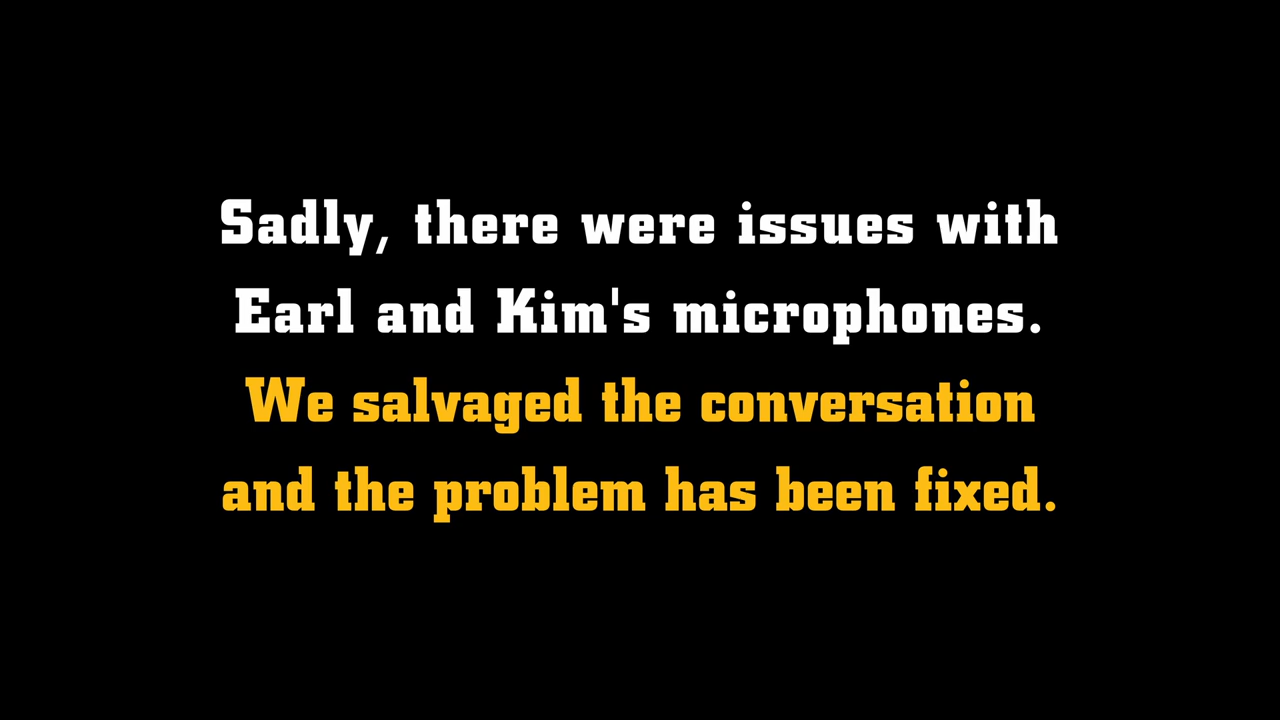 Sadly, there were issues with
Earl and Kim's microphones.
We salvaged the conversation
and the problem has been fixed.